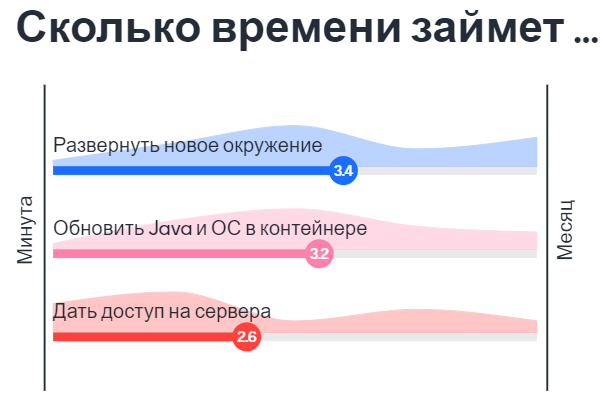 Сколько времени займет ...
Развернуть новое окружение
3.4
Обновить Java и ОС в контейнере
3.2
Дать доступ на сервера
2.6
Минута
Месяц